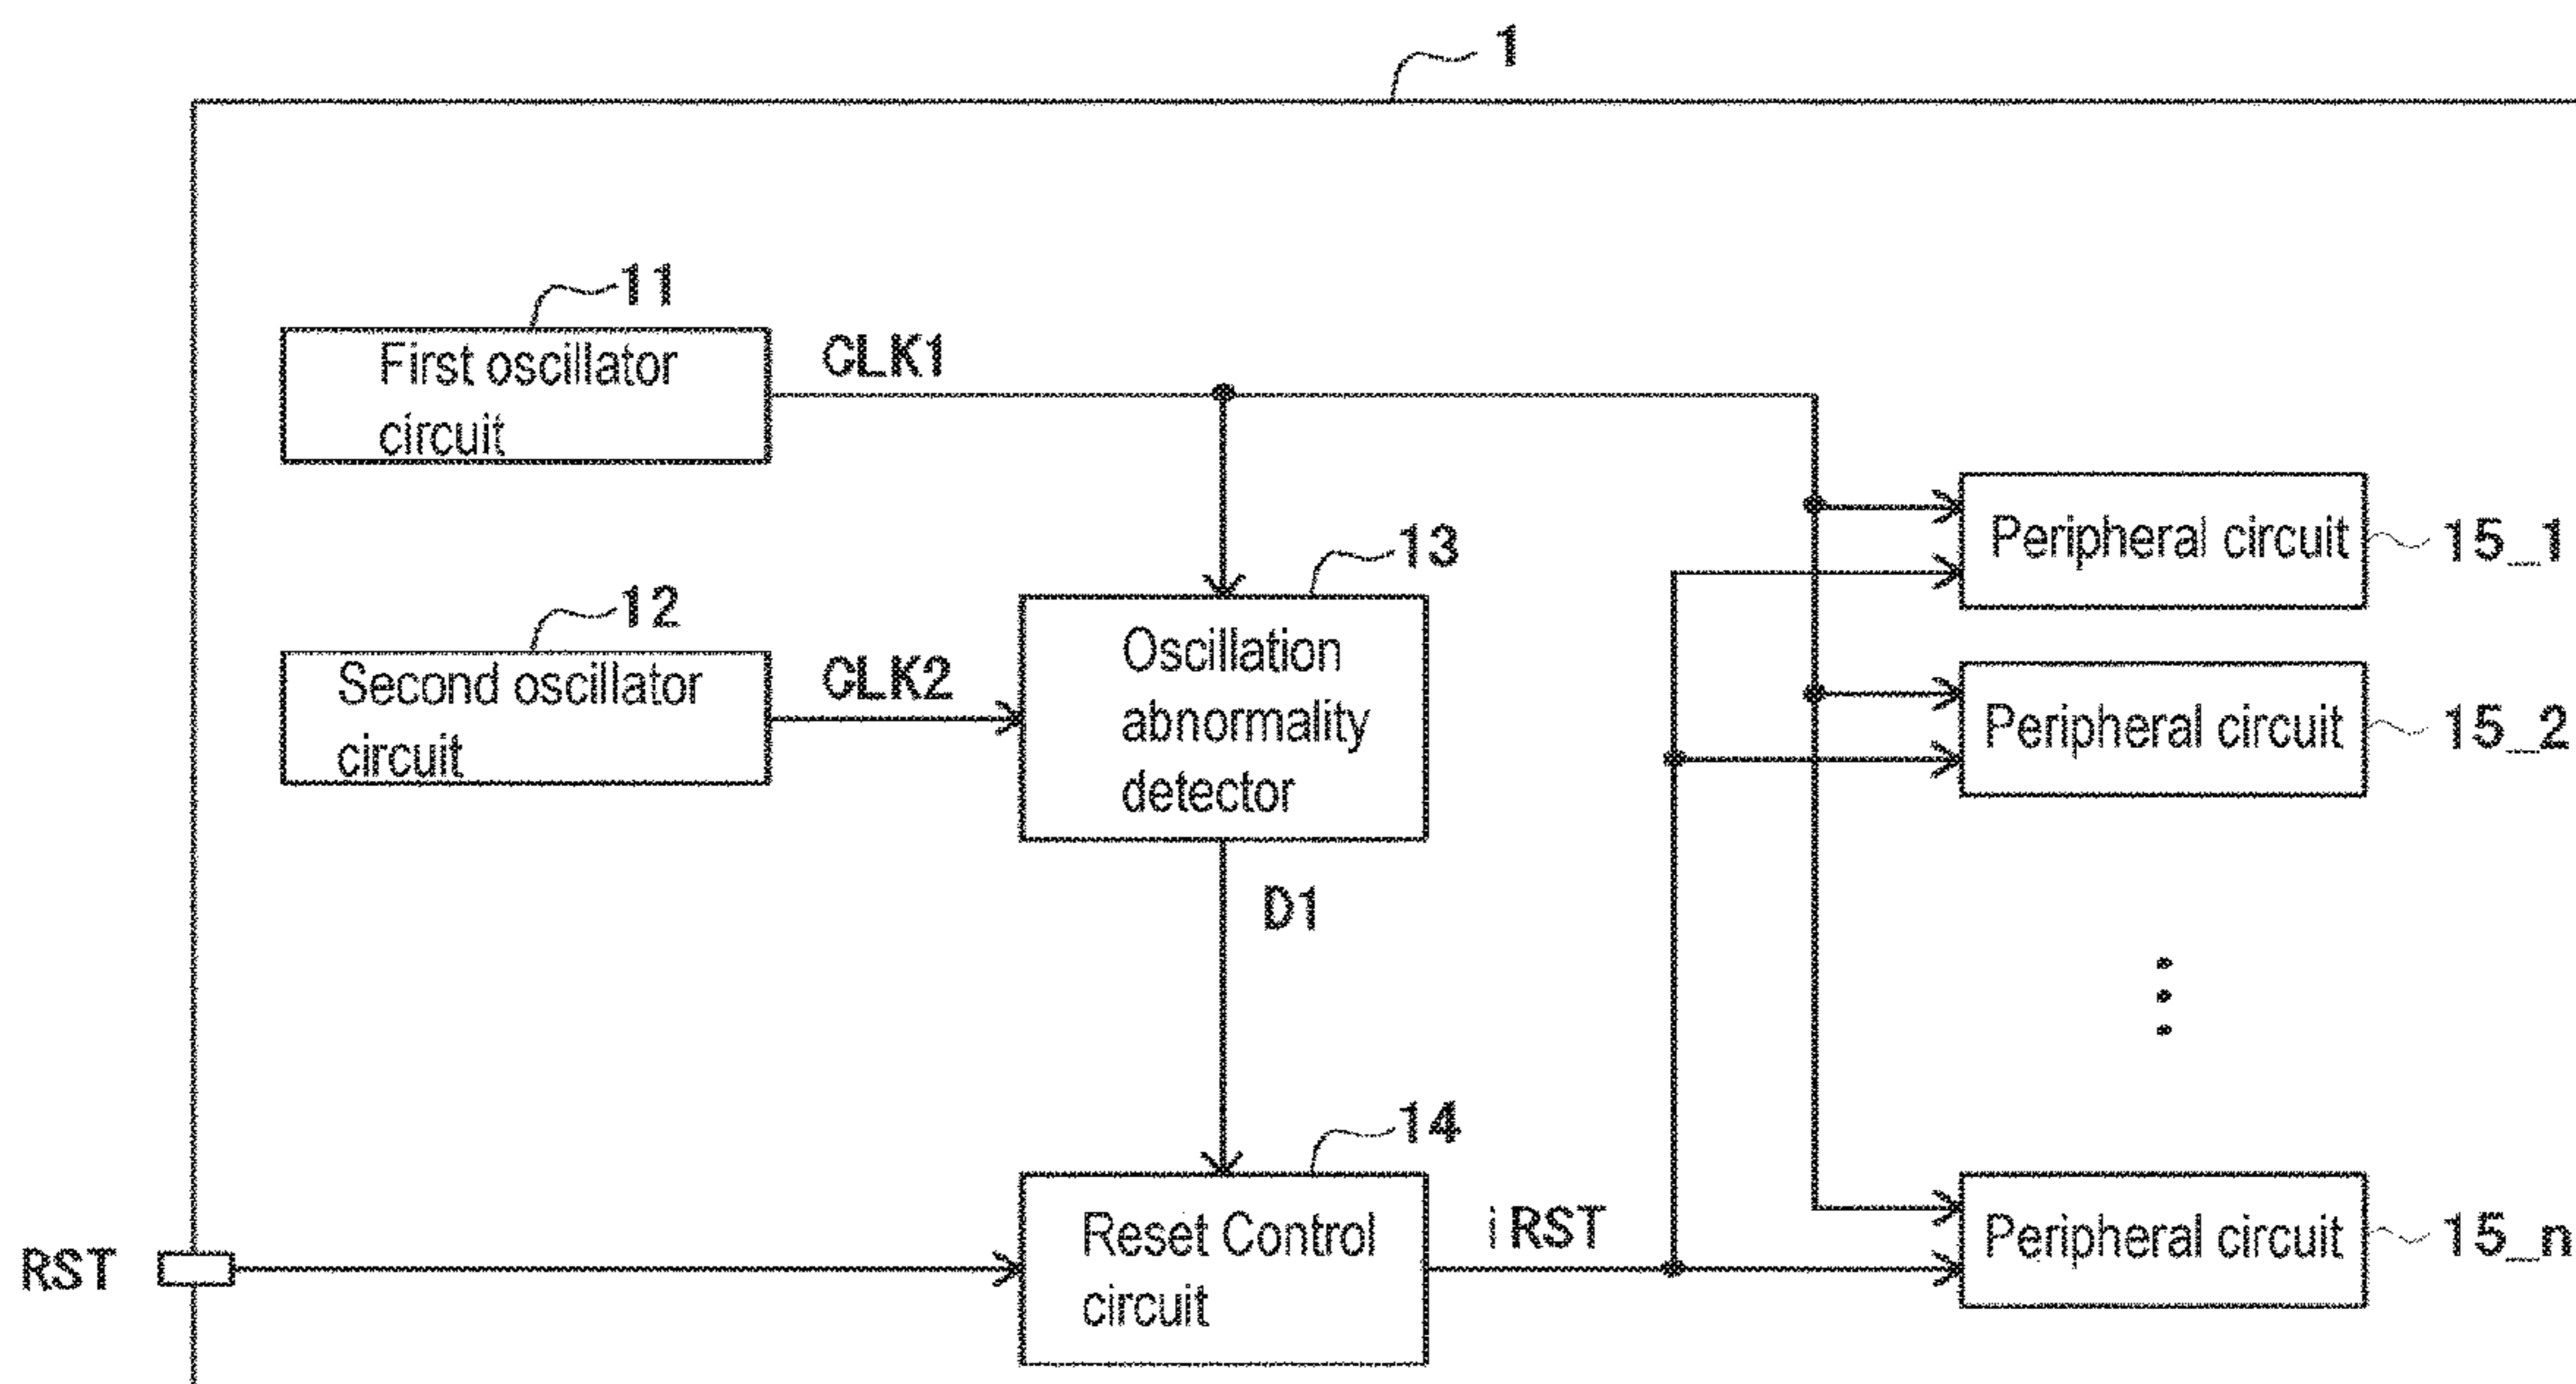 1
11
First oscillator
circuit
CLK1
12
Second oscillator
circuit
CLK2
13
Oscillation
abnormality
detector
D1
RST
14
Reset Control
circuit
iRST
Peripheral circuit
15_1
Peripheral circuit
15_2
Peripheral circuit
15_n